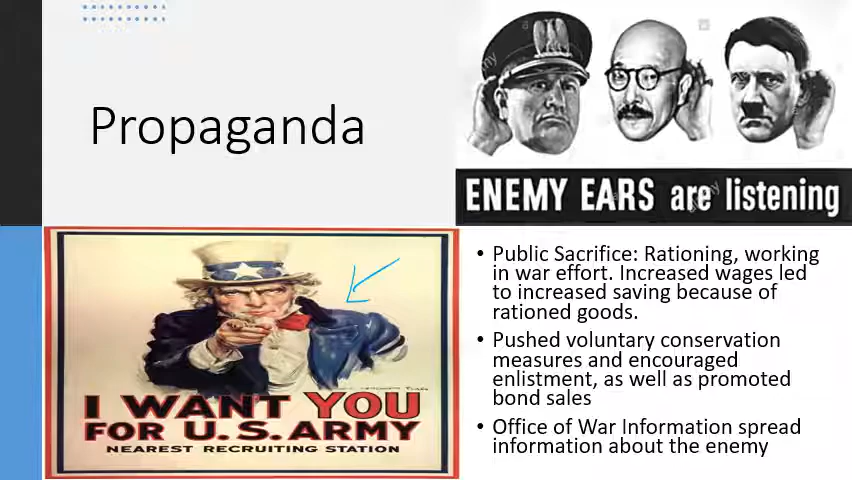 Propaganda
ENEMY EARS are listening
I WANT YOU
FOR U.S. ARMY
NEAREST RECRUITING STATION
• Public Sacrifice: Rationing, working
in war effort. Increased wages led
to increased saving because of
rationed goods.
• Pushed voluntary conservation
measures and encouraged
enlistment, as well as promoted
bond sales
• Office of War Information spread
information about the enemy